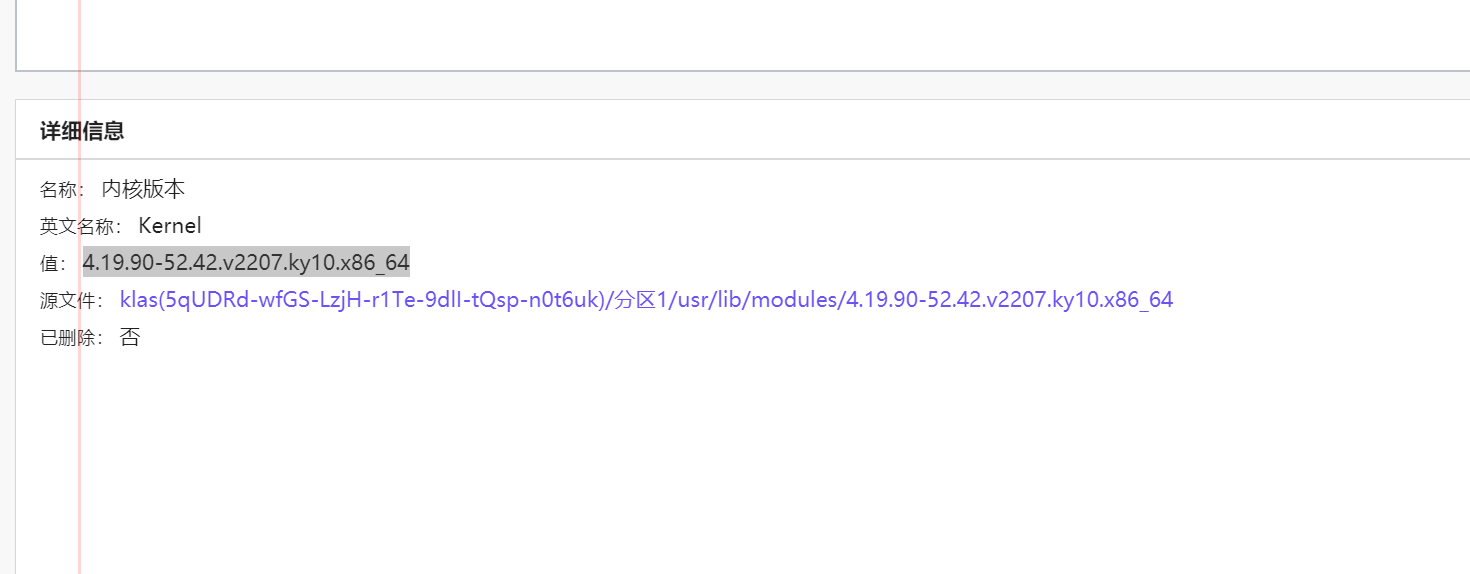 详细信息
名称： 内核版本
英文名称： Kernel
值： 4.19.90-52.42.v2207.ky10.x86_64
源文件： klas(5qUDRd-wfGS-LzjH-r1Te-9dlI-tQsp-n0t6uk)/分区1/usr/lib/modules/4.19.90-52.42.v2207.ky10.x86_64
已删除： 否